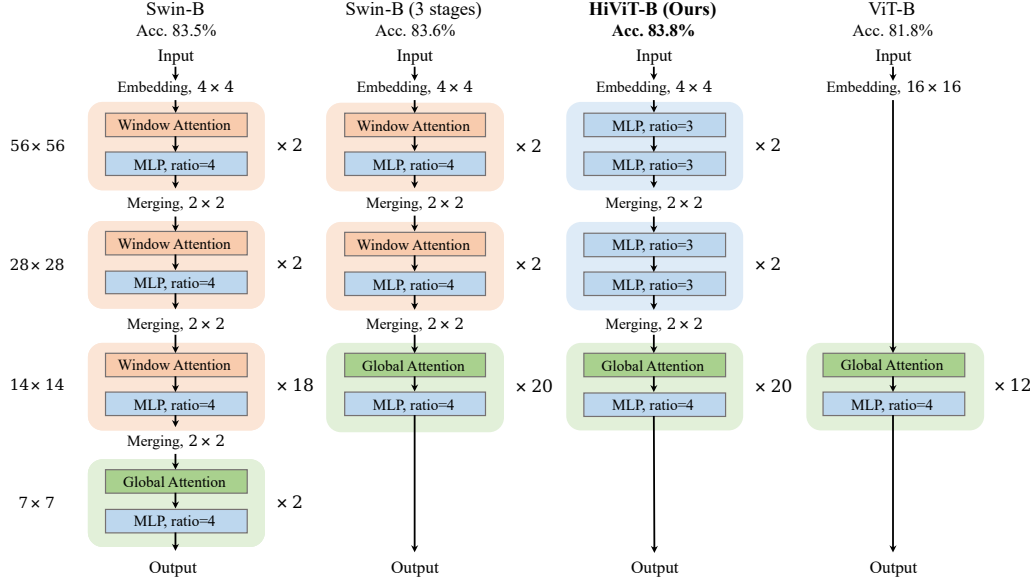 Swin-B
Acc. 83.5%
Input
Embedding, 4 × 4
56 × 56
Window Attention
MLP, ratio=4
× 2
Merging, 2 × 2
28 × 28
Window Attention
MLP, ratio=4
× 2
Merging, 2 × 2
14 × 14
Window Attention
MLP, ratio=4
× 18
Merging, 2 × 2
7 × 7
Global Attention
MLP, ratio=4
× 2
Output
Swin-B (3 stages)
Acc. 83.6%
Input
Embedding, 4 × 4
Window Attention
MLP, ratio=4
× 2
Merging, 2 × 2
Window Attention
MLP, ratio=4
× 2
Merging, 2 × 2
Global Attention
MLP, ratio=4
× 20
Output
HiViT-B (Ours)
Acc. 83.8%
Input
Embedding, 4 × 4
MLP, ratio=3
MLP, ratio=3
× 2
Merging, 2 × 2
MLP, ratio=3
MLP, ratio=3
× 2
Merging, 2 × 2
Global Attention
MLP, ratio=4
× 20
Output
ViT-B
Acc. 81.8%
Input
Embedding, 16 × 16
Global Attention
MLP, ratio=4
× 12
Output